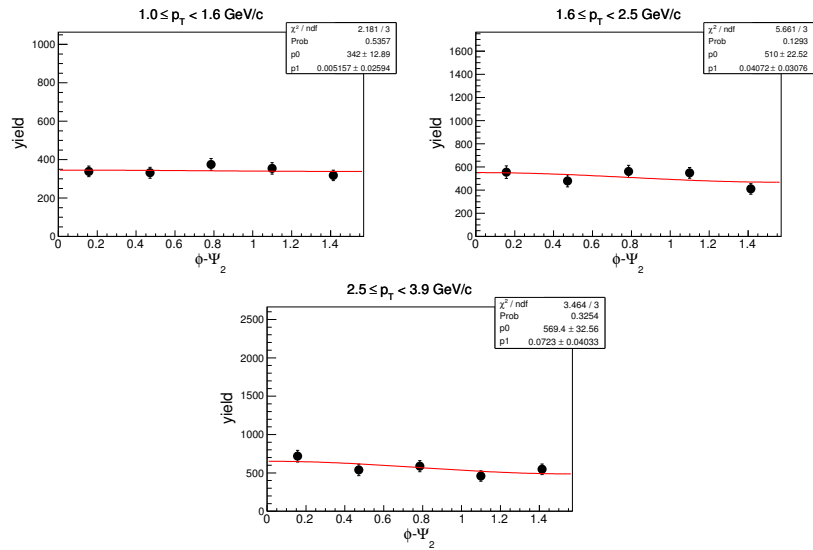 1.0 ≤ p_T < 1.6 GeV/c
χ² / ndf 2.181 / 3
Prob 0.5357
p0 342 ± 12.89
p1 0.005157 ± 0.02594
yield
1000
800
600
400
200
0
0 0.2 0.4 0.6 0.8 1 1.2 1.4
ϕ-Ψ₂
1.6 ≤ p_T < 2.5 GeV/c
χ² / ndf 5.661 / 3
Prob 0.1293
p0 510 ± 22.52
p1 0.04072 ± 0.03076
yield
1600
1400
1200
1000
800
600
400
200
0
0 0.2 0.4 0.6 0.8 1 1.2 1.4
ϕ-Ψ₂
2.5 ≤ p_T < 3.9 GeV/c
χ² / ndf 3.464 / 3
Prob 0.3254
p0 569.4 ± 32.56
p1 0.0723 ± 0.04033
yield
2500
2000
1500
1000
500
0
0 0.2 0.4 0.6 0.8 1 1.2 1.4
ϕ-Ψ₂